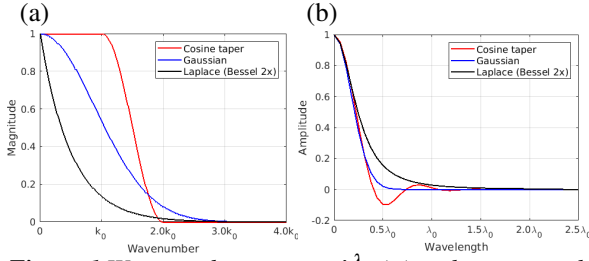 (a)
(b)
Magnitude
1
0.8
0.6
0.4
0.2
0
0
k0
2.0k0
3.0k0
4.0k0
Wavenumber
Cosine taper
Gaussian
Laplace (Bessel 2x)
Amplitude
1
0.8
0.6
0.4
0.2
0
-0.2
0
0.5λ0
λ0
1.5λ0
2.0λ0
2.5λ0
Wavelength
Cosine taper
Gaussian
Laplace (Bessel 2x)